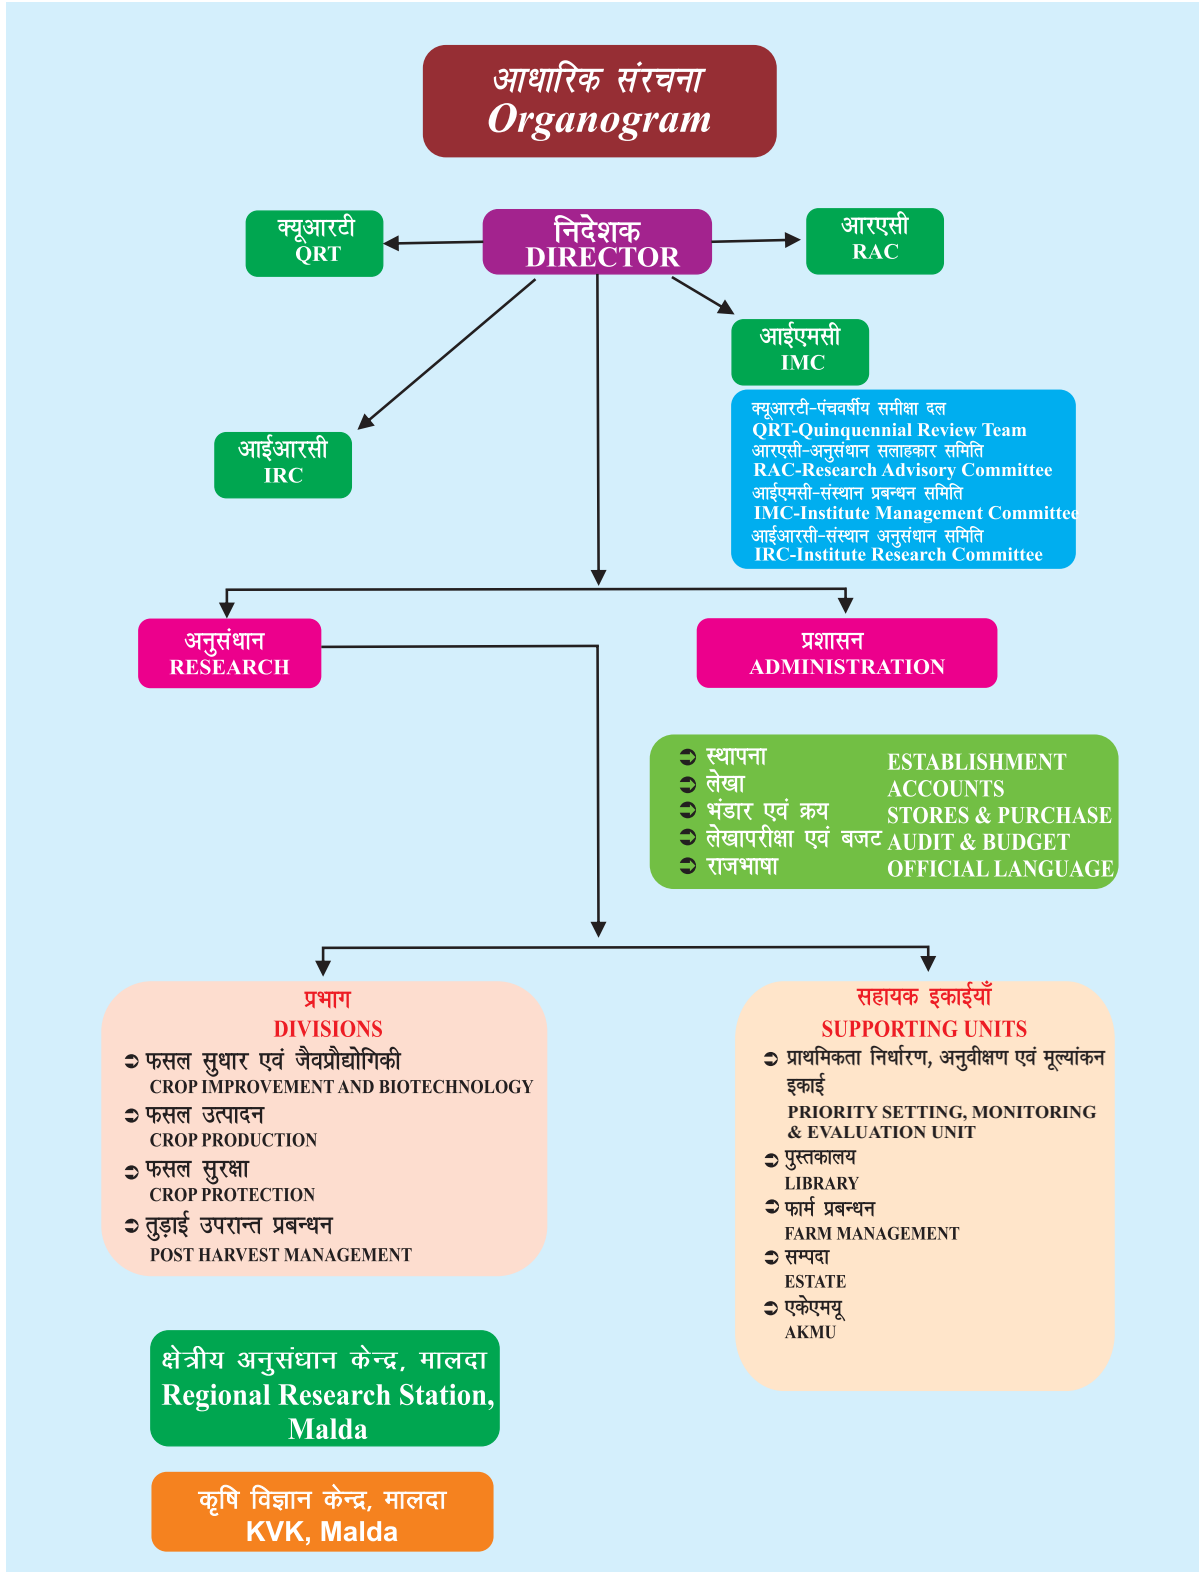 आधारिक संरचना
Organogram
क्यूआरटी
QRT
निदेशक
DIRECTOR
आरएसी
RAC
आईएमसी
IMC
क्यूआरटी-पंचवर्षीय समीक्षा दल
QRT-Quinquennial Review Team
आरएसी-अनुसंधान सलाहकार समिति
RAC-Research Advisory Committee
आईएमसी-संस्थान प्रबन्धन समिति
IMC-Institute Management Committee
आईआरसी-संस्थान अनुसंधान समिति
IRC-Institute Research Committee
आईआरसी
IRC
अनुसंधान
RESEARCH
प्रशासन
ADMINISTRATION
स्थापना ESTABLISHMENT
लेखा ACCOUNTS
भंडार एवं क्रय STORES & PURCHASE
लेखापरीक्षा एवं बजट AUDIT & BUDGET
राजभाषा OFFICIAL LANGUAGE
प्रभाग
DIVISIONS
फसल सुधार एवं जैवप्रौद्योगिकी
CROP IMPROVEMENT AND BIOTECHNOLOGY
फसल उत्पादन
CROP PRODUCTION
फसल सुरक्षा
CROP PROTECTION
तुड़ाई उपरान्त प्रबन्धन
POST HARVEST MANAGEMENT
सहायक इकाईयाँ
SUPPORTING UNITS
प्राथमिकता निर्धारण, अनुवीक्षण एवं मूल्यांकन
इकाई
PRIORITY SETTING, MONITORING
& EVALUATION UNIT
पुस्तकालय
LIBRARY
फार्म प्रबन्धन
FARM MANAGEMENT
सम्पदा
ESTATE
एकेएमयू
AKMU
क्षेत्रीय अनुसंधान केन्द्र, मालदा
Regional Research Station,
Malda
कृषि विज्ञान केन्द्र, मालदा
KVK, Malda